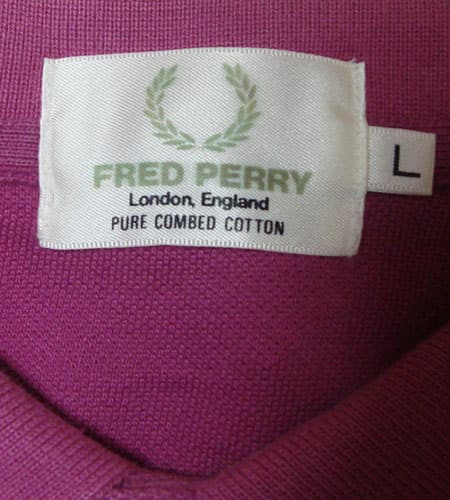 FRED PERRY
London, England
PURE COMBED COTTON
L